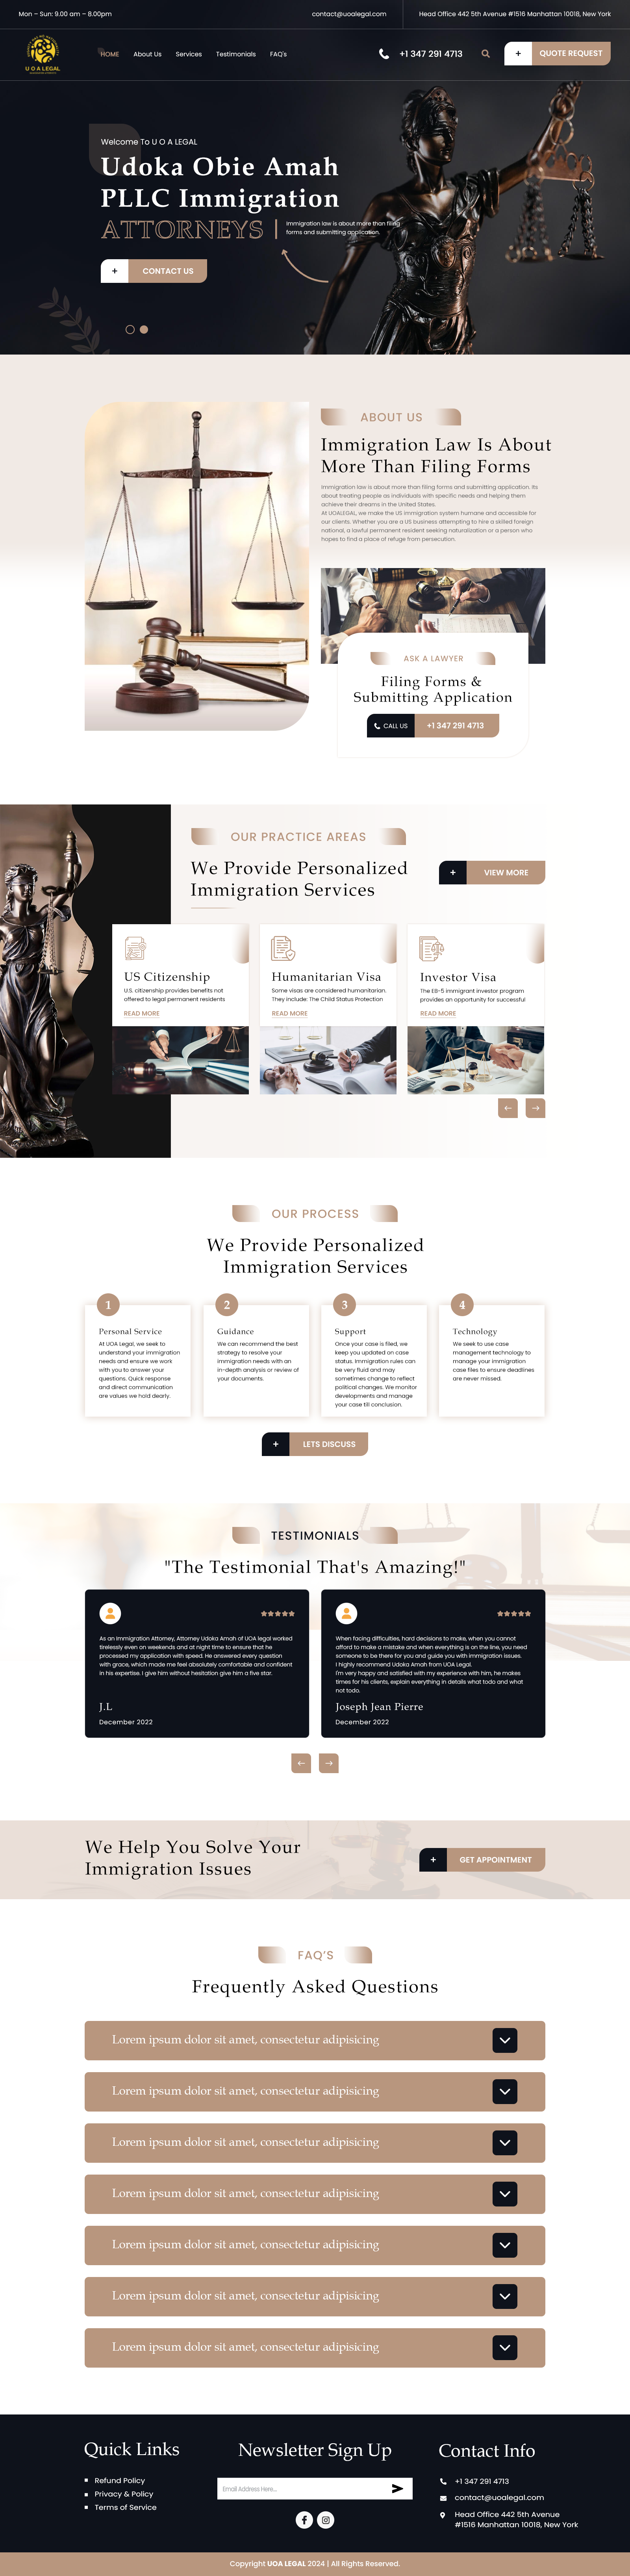 Mon – Sun: 9.00 am – 8.00pm
contact@uoalegal.com
Head Office 442 5th Avenue #1516 Manhattan 10018, New York
U O A LEGAL
HOME
About Us
Services
Testimonials
FAQ's
+1 347 291 4713
+
QUOTE REQUEST
Welcome To U O A LEGAL
Udoka Obie Amah
PLLC Immigration
ATTORNEYS
Immigration law is about more than filing
forms and submitting application.
+
CONTACT US
ABOUT US
Immigration Law Is About
More Than Filing Forms
Immigration law is about more than filing forms and submitting application. Its
about treating people as individuals with specific needs and helping them
achieve their dreams in the United States.
At UOALEGAL, we make the US immigration system humane and accessible for
our clients. Whether you are a US business attempting to hire a skilled foreign
national, a lawful permanent resident seeking naturalization or a person who
hopes to find a place of refuge from persecution.
ASK A LAWYER
Filing Forms &
Submitting Application
CALL US
+1 347 291 4713
OUR PRACTICE AREAS
We Provide Personalized
Immigration Services
+
VIEW MORE
US Citizenship
U.S. citizenship provides benefits not
offered to legal permanent residents
READ MORE
Humanitarian Visa
Some visas are considered humanitarian.
They include: The Child Status Protection
READ MORE
Investor Visa
The EB-5 Immigrant Investor program
provides an opportunity for successful
READ MORE
OUR PROCESS
We Provide Personalized
Immigration Services
1
Personal Service
At UOA Legal, we seek to
understand your immigration
needs and ensure we work
with you to answer your
questions. Quick response
and direct communication
are values we hold dearly.
2
Guidance
We can recommend the best
strategy to resolve your
immigration needs with an
in-depth analysis or review of
your documents.
3
Support
Once your case is filed, we
keep you updated on case
status. Immigration rules can
be very fluid and may
sometimes change to reflect
political changes. We monitor
developments and manage
your case till conclusion.
4
Technology
We seek to use case
management technology to
manage your immigration
case files to ensure deadlines
are never missed.
+
LETS DISCUSS
TESTIMONIALS
"The Testimonial That's Amazing!"
As an Immigration Attorney, Attorney Udoka Amah of UOA legal worked
tirelessly even on weekends and at night time to ensure that he
processed my application with speed. He answered every question
with grace, which made me feel absolutely comfortable and confident
in his expertise. I give him without hesitation give him a five star.
J.L
December 2022
When facing difficulties, hard decisions to make, when you cannot
afford to make a mistake and when everything is on the line, you need
someone to be there for you and guide you with immigration issues.
I highly recommend Udoka Amah from UOA Legal.
I'm very happy and satisfied with my experience with him, he makes
times for his clients, explain everything in details what todo and what
not todo.
Joseph Jean Pierre
December 2022
We Help You Solve Your
Immigration Issues
+
GET APPOINTMENT
FAQ'S
Frequently Asked Questions
Lorem ipsum dolor sit amet, consectetur adipisicing
Lorem ipsum dolor sit amet, consectetur adipisicing
Lorem ipsum dolor sit amet, consectetur adipisicing
Lorem ipsum dolor sit amet, consectetur adipisicing
Lorem ipsum dolor sit amet, consectetur adipisicing
Lorem ipsum dolor sit amet, consectetur adipisicing
Lorem ipsum dolor sit amet, consectetur adipisicing
Quick Links
Refund Policy
Privacy & Policy
Terms of Service
Newsletter Sign Up
Email Address Here...
Contact Info
+1 347 291 4713
contact@uoalegal.com
Head Office 442 5th Avenue
#1516 Manhattan 10018, New York
Copyright UOA LEGAL 2024 | All Rights Reserved.